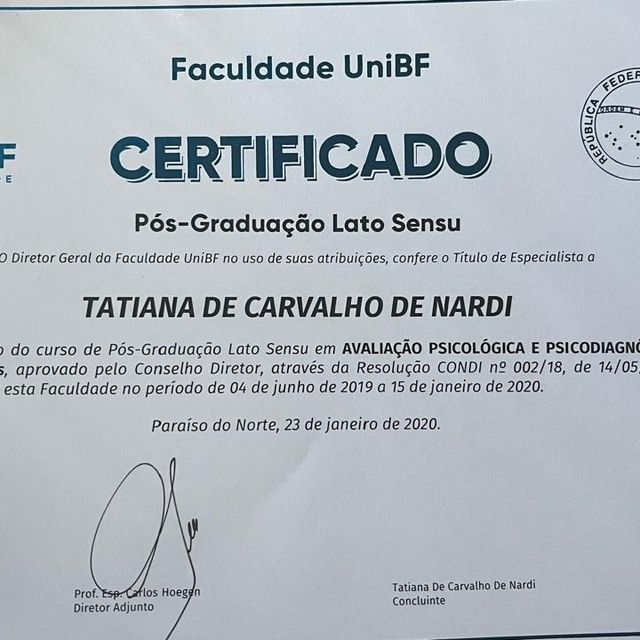 Faculdade UniBF
REPÚBLICA FEDER
ORDEM E
F
D E
CERTIFICADO
Pós-Graduação Lato Sensu
O Diretor Geral da Faculdade UniBF no uso de suas atribuições, confere o Título de Especialista a
TATIANA DE CARVALHO DE NARDI
o do curso de Pós-Graduação Lato Sensu em AVALIAÇÃO PSICOLÓGICA E PSICODIAGNÓ
s, aprovado pelo Conselho Diretor, através da Resolução CONDI nº 002/18, de 14/05,
esta Faculdade no período de 04 de junho de 2019 a 15 de janeiro de 2020.
Paraíso do Norte, 23 de janeiro de 2020.
Prof. Esp. Carlos Hoegen
Diretor Adjunto
Tatiana De Carvalho De Nardi
Concluinte